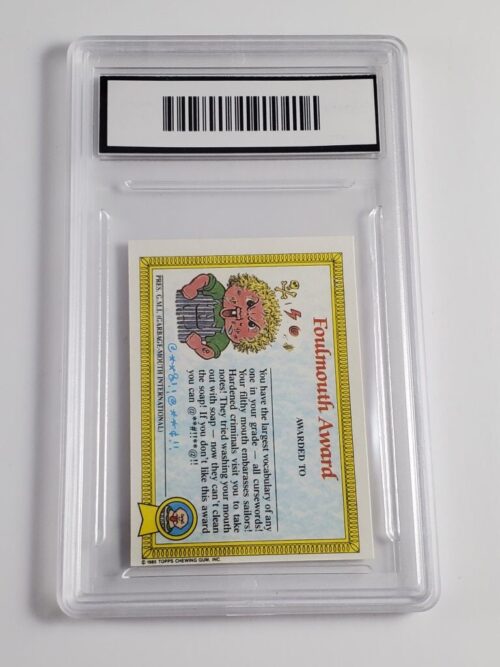 Foulmouth Award
AWARDED TO
You have the largest vocabulary of any
one in your grade — all cursewords!
Your filthy mouth embarasses sailors!
Hardened criminals visit you to take
notes! They tried washing your mouth
out with soap — now they can't clean
the soap! If you don't like this award
you can @**#!!**@!!
@**&!!@**¢!!
PRES. G.M.I. (GARBAGE-MOUTH INTERNATIONAL)
© 1985 TOPPS CHEWING GUM, INC.